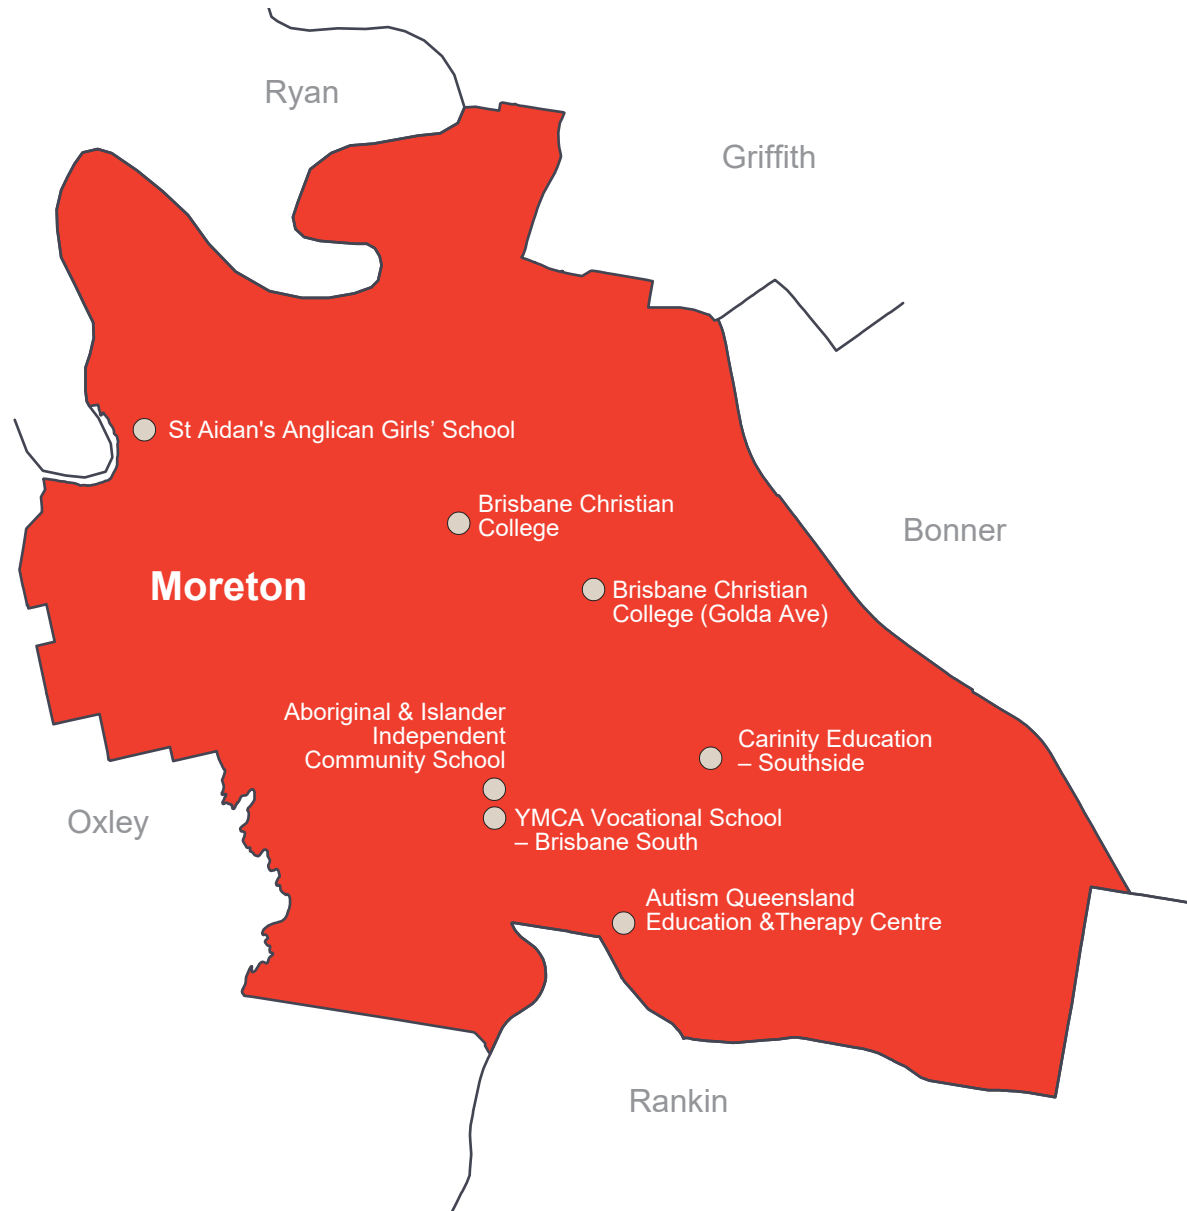 Ryan
Griffith
St Aidan's Anglican Girls’ School
Brisbane Christian
College
Bonner
Moreton
Brisbane Christian
College (Golda Ave)
Aboriginal & Islander
Independent
Community School
Carinity Education
– Southside
Oxley
YMCA Vocational School
– Brisbane South
Autism Queensland
Education &Therapy Centre
Rankin